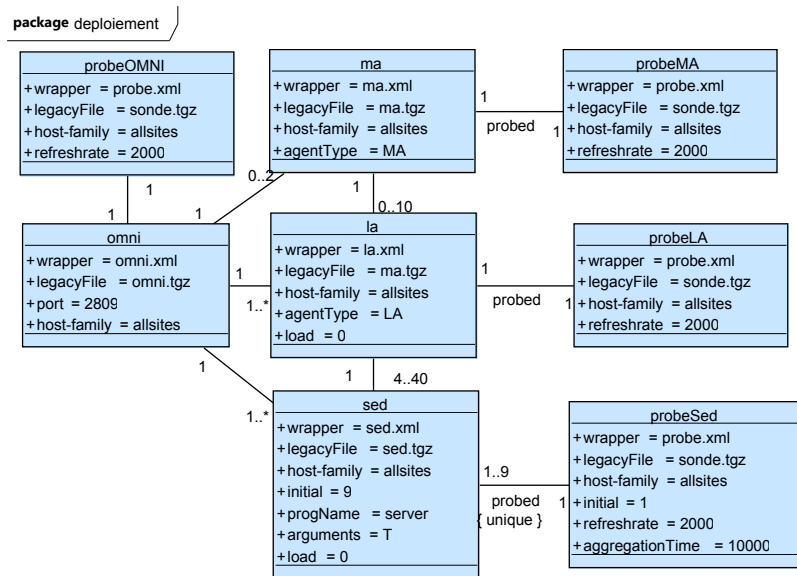 package deploiement
probeOMNI
+wrapper = probe.xml
+legacyFile = sonde.tgz
+host-family = allsites
+refreshrate = 2000
ma
+wrapper = ma.xml
+legacyFile = ma.tgz
+host-family = allsites
+agentType = MA
probeMA
+wrapper = probe.xml
+legacyFile = sonde.tgz
+host-family = allsites
+refreshrate = 2000
1
probed
1
1
1
0..2
1
1
0..10
omni
+wrapper = omni.xml
+legacyFile = omni.tgz
+port = 2809
+host-family = allsites
1
1..*
la
+wrapper = la.xml
+legacyFile = ma.tgz
+host-family = allsites
+agentType = LA
+load = 0
probeLA
+wrapper = probe.xml
+legacyFile = sonde.tgz
+host-family = allsites
+refreshrate = 2000
1
probed
1
1
1..*
1
4..40
sed
+wrapper = sed.xml
+legacyFile = sed.tgz
+host-family = allsites
+initial = 9
+progName = server
+arguments = T
+load = 0
1..9
probed
{ unique }
1
probeSed
+wrapper = probe.xml
+legacyFile = sonde.tgz
+host-family = allsites
+initial = 1
+refreshrate = 2000
+aggregationTime = 10000